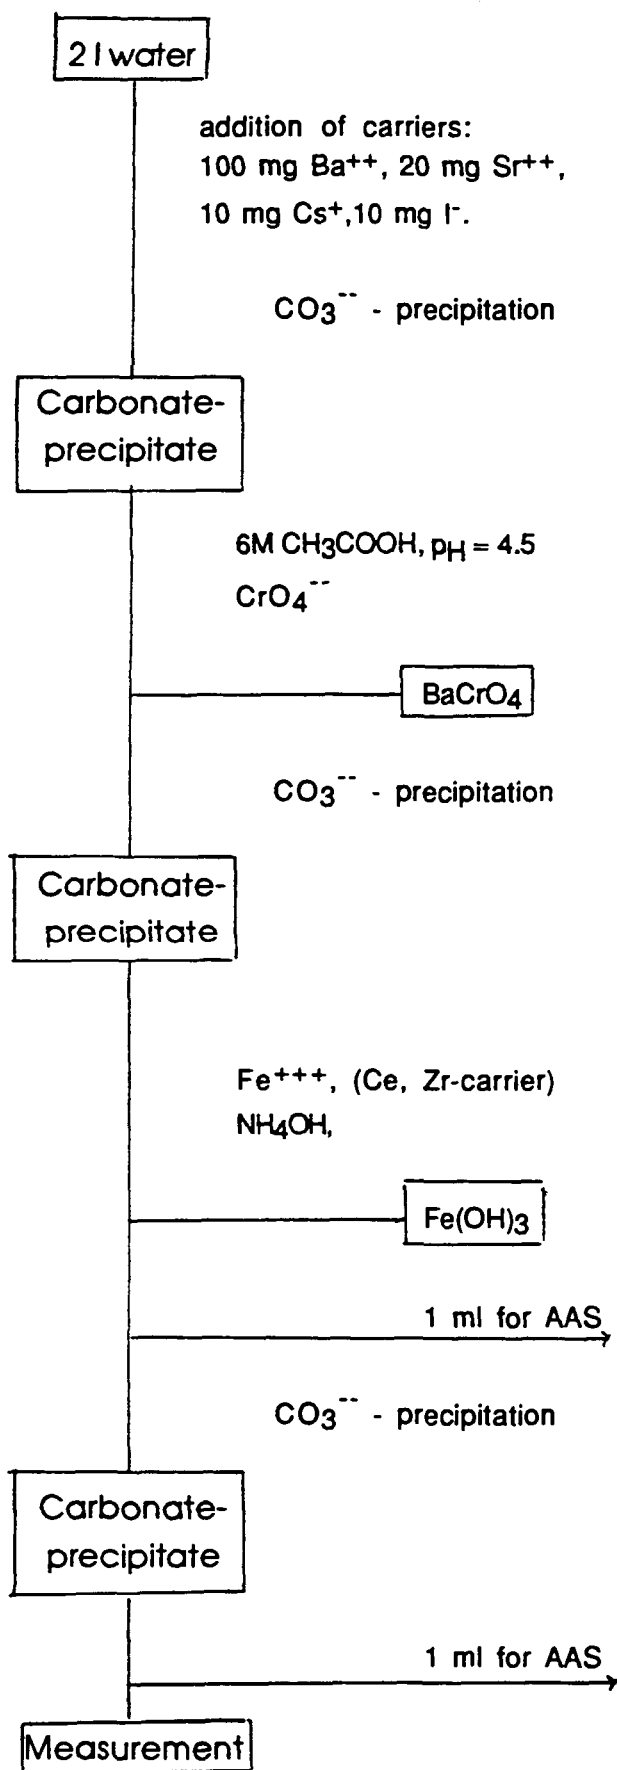 2 l water
addition of carriers:
100 mg Ba⁺⁺, 20 mg Sr⁺⁺,
10 mg Cs⁺,10 mg I⁻.
CO₃⁻⁻ - precipitation
Carbonate-
precipitate
6M CH₃COOH, pH = 4.5
CrO₄⁻⁻
BaCrO₄
CO₃⁻⁻ - precipitation
Carbonate-
precipitate
Fe⁺⁺⁺, (Ce, Zr-carrier)
NH₄OH,
Fe(OH)₃
1 ml for AAS
CO₃⁻⁻ - precipitation
Carbonate-
precipitate
1 ml for AAS
Measurement